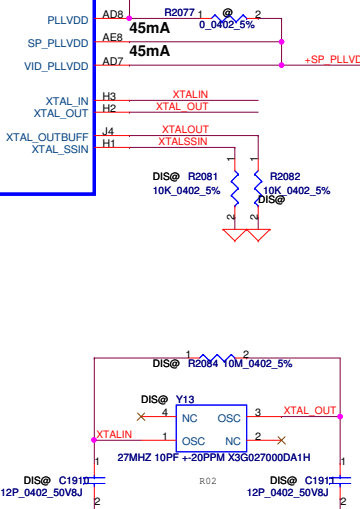 PLLVDD AD8 R2077 1 @ 2
45mA 0_0402_5%
SP_PLLVDD AE8
45mA
VID_PLLVDD AD7 +SP_PLLVD
XTAL_IN H3 XTALIN
XTAL_OUT H2 XTAL_OUT
XTAL_OUTBUFF J4 XTALOUT
XTAL_SSIN H1 XTALSSIN
1 1
DIS@ R2081 R2082
10K_0402_5% 10K_0402_5%
DIS@
2 2
1 2
DIS@ R2084 10M_0402_5%
DIS@ Y13
4 NC OSC 3 XTAL_OUT
XTALIN 1 OSC NC 2
27MHZ 10PF +-20PPM X3G027000DA1H
1 1
DIS@ C1910 R02 DIS@ C1911
12P_0402_50V8J 12P_0402_50V8J
2 2